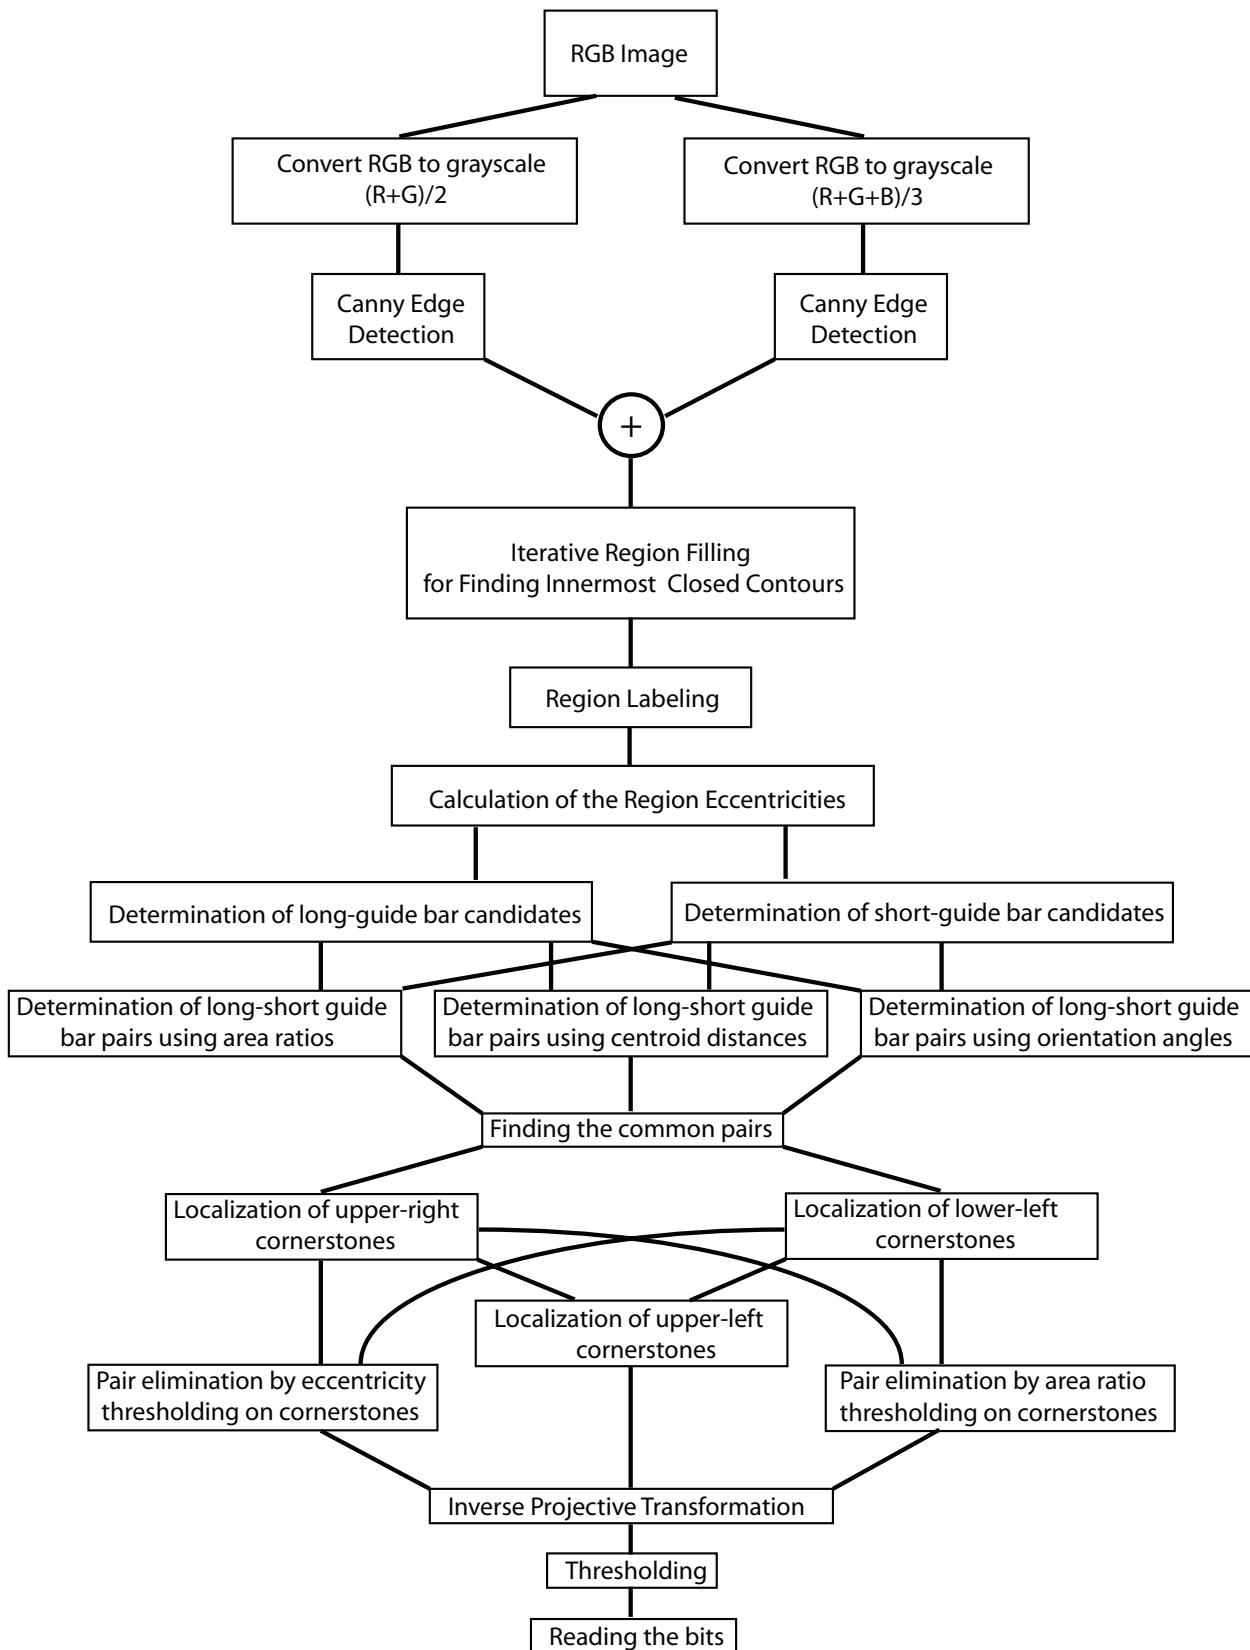 RGB Image
Convert RGB to grayscale
(R+G)/2
Convert RGB to grayscale
(R+G+B)/3
Canny Edge
Detection
Canny Edge
Detection
+
Iterative Region Filling
for Finding Innermost Closed Contours
Region Labeling
Calculation of the Region Eccentricities
Determination of long-guide bar candidates
Determination of short-guide bar candidates
Determination of long-short guide
bar pairs using area ratios
Determination of long-short guide
bar pairs using centroid distances
Determination of long-short guide
bar pairs using orientation angles
Finding the common pairs
Localization of upper-right
cornerstones
Localization of lower-left
cornerstones
Localization of upper-left
cornerstones
Pair elimination by eccentricity
thresholding on cornerstones
Pair elimination by area ratio
thresholding on cornerstones
Inverse Projective Transformation
Thresholding
Reading the bits